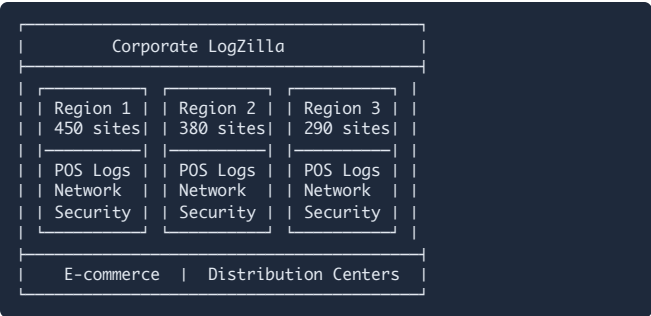 Corporate LogZilla
Region 1 | | Region 2 | | Region 3
450 sites| | 380 sites| | 290 sites
POS Logs | | POS Logs | | POS Logs
Network | | Network | | Network
Security | | Security | | Security
E-commerce | Distribution Centers